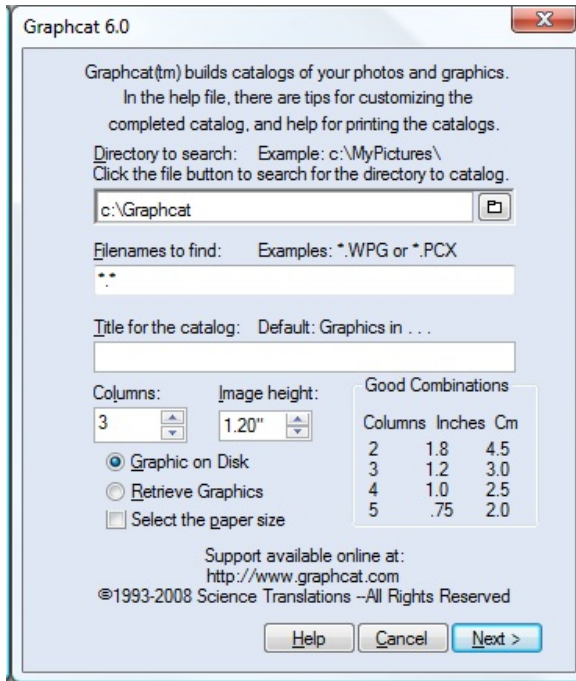 Graphcat 6.0
Graphcat(tm) builds catalogs of your photos and graphics.
In the help file, there are tips for customizing the
completed catalog, and help for printing the catalogs.
Directory to search: Example: c:\MyPictures\
Click the file button to search for the directory to catalog.
c:\Graphcat
Filenames to find: Examples: *.WPG or *.PCX
*.*
Title for the catalog: Default: Graphics in . . .
Columns: Image height:
3 1.20"
Graphic on Disk
Retrieve Graphics
Select the paper size
Good Combinations
Columns Inches Cm
2 1.8 4.5
3 1.2 3.0
4 1.0 2.5
5 .75 2.0
Support available online at:
http://www.graphcat.com
©1993-2008 Science Translations --All Rights Reserved
Help Cancel Next >